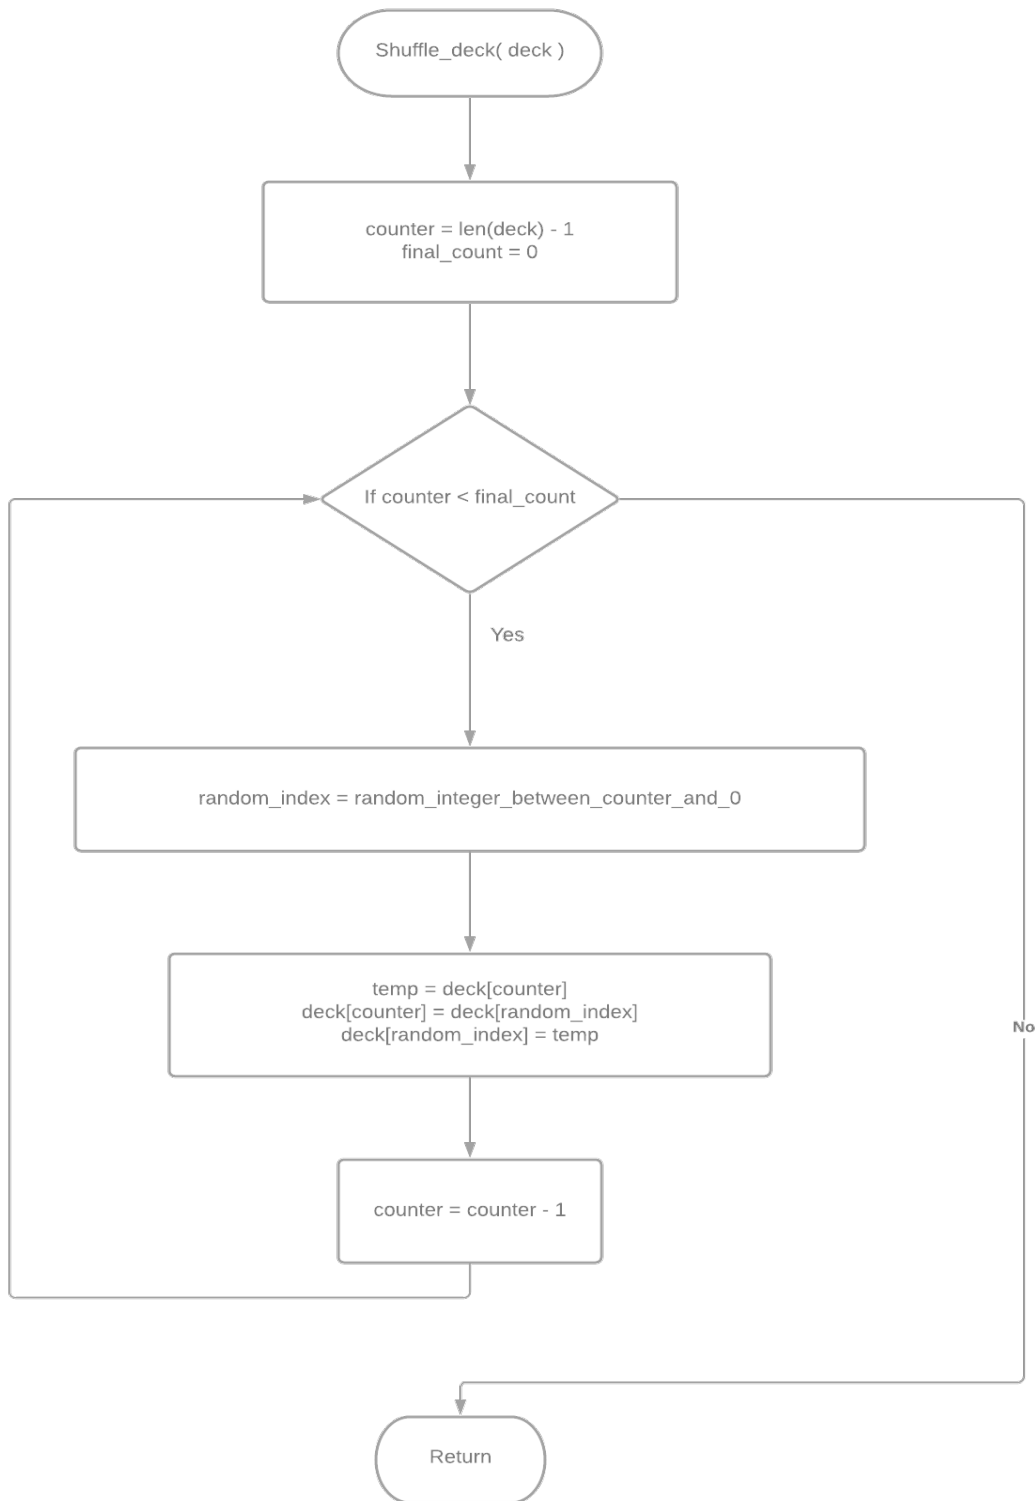 Shuffle_deck( deck )
counter = len(deck) - 1
final_count = 0
If counter < final_count
Yes
random_index = random_integer_between_counter_and_0
temp = deck[counter]
deck[counter] = deck[random_index]
deck[random_index] = temp
No
counter = counter - 1
Return